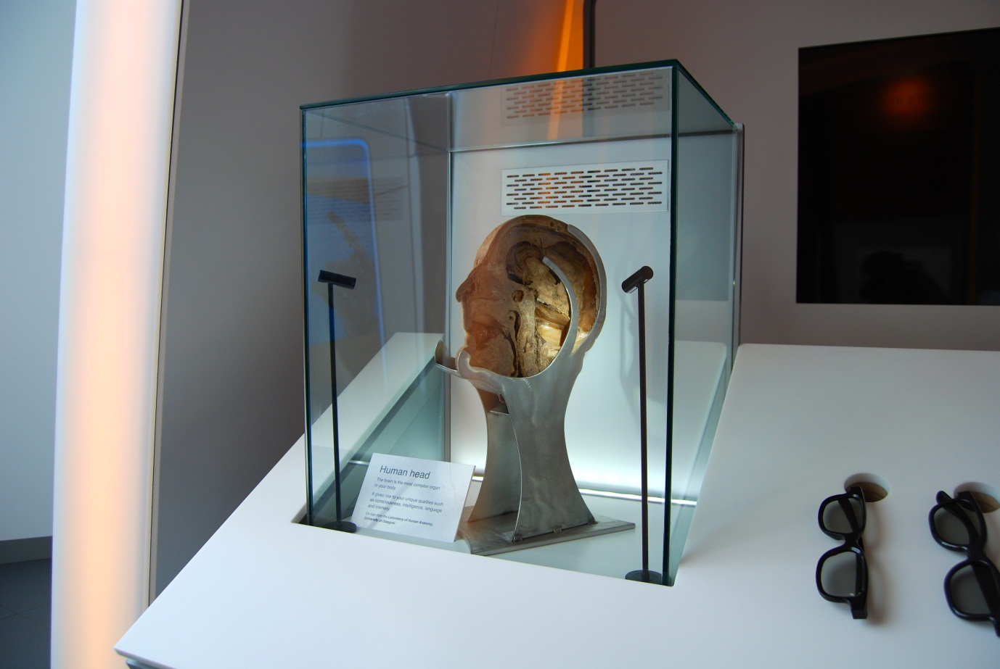 Human head
The brain is the most complex organ
in your body.
It gives rise to your unique qualities such
as consciousness, intelligence, language
and memory.
On loan from the Laboratory of Human Anatomy,
University of Glasgow